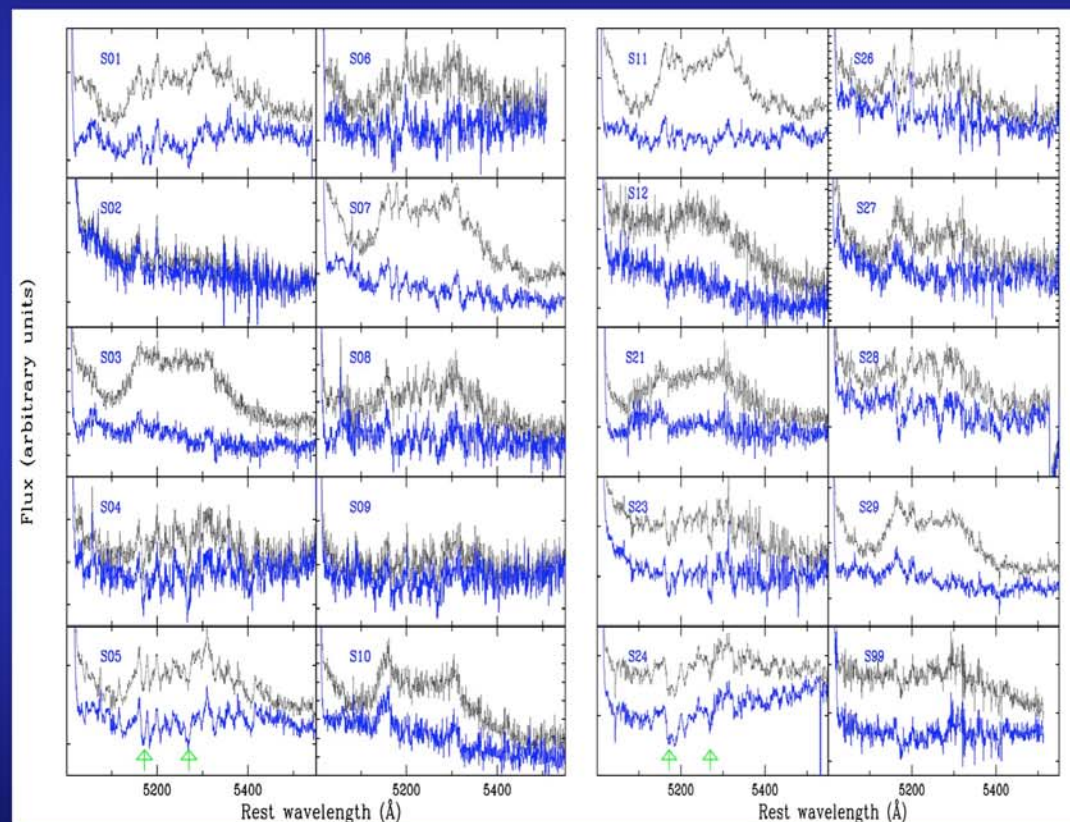 S01
S06
S11
S26
S02
S07
S12
S27
S03
S08
S21
S28
S04
S09
S23
S29
S05
S10
S24
S99
Flux (arbitrary units)
5200
5400
5200
5400
5200
5400
5200
5400
Rest wavelength (Å)
Rest wavelength (Å)